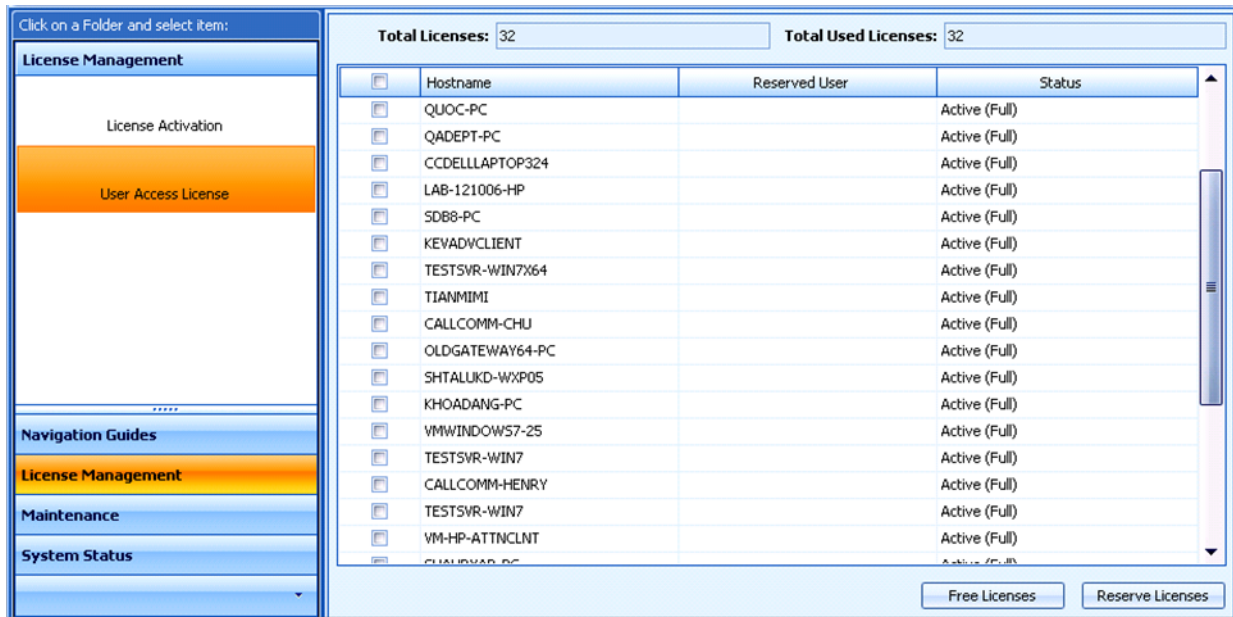 Click on a Folder and select item:
License Management
License Activation
User Access License
Navigation Guides
License Management
Maintenance
System Status
Total Licenses: 32 Total Used Licenses: 32
Hostname Reserved User Status
QUOC-PC Active (Full)
QADEPT-PC Active (Full)
CCDELLLAPTOP324 Active (Full)
LAB-121006-HP Active (Full)
SDB8-PC Active (Full)
KEVADVCLIENT Active (Full)
TESTSVR-WIN7X64 Active (Full)
TIANMIMI Active (Full)
CALLCOMM-CHU Active (Full)
OLDGATEWAY64-PC Active (Full)
SHTALUKD-WXP05 Active (Full)
KHOADANG-PC Active (Full)
VMWINDOWS7-25 Active (Full)
TESTSVR-WIN7 Active (Full)
CALLCOMM-HENRY Active (Full)
TESTSVR-WIN7 Active (Full)
VM-HP-ATTNCLNT Active (Full)
Active (Full)
Free Licenses Reserve Licenses